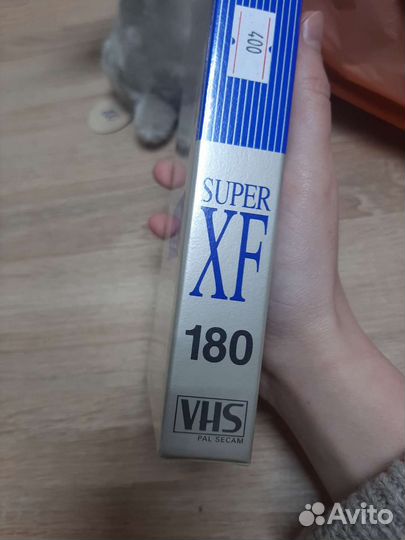 400
SUPER
XF
180
VHS
PAL SECAM
Avito